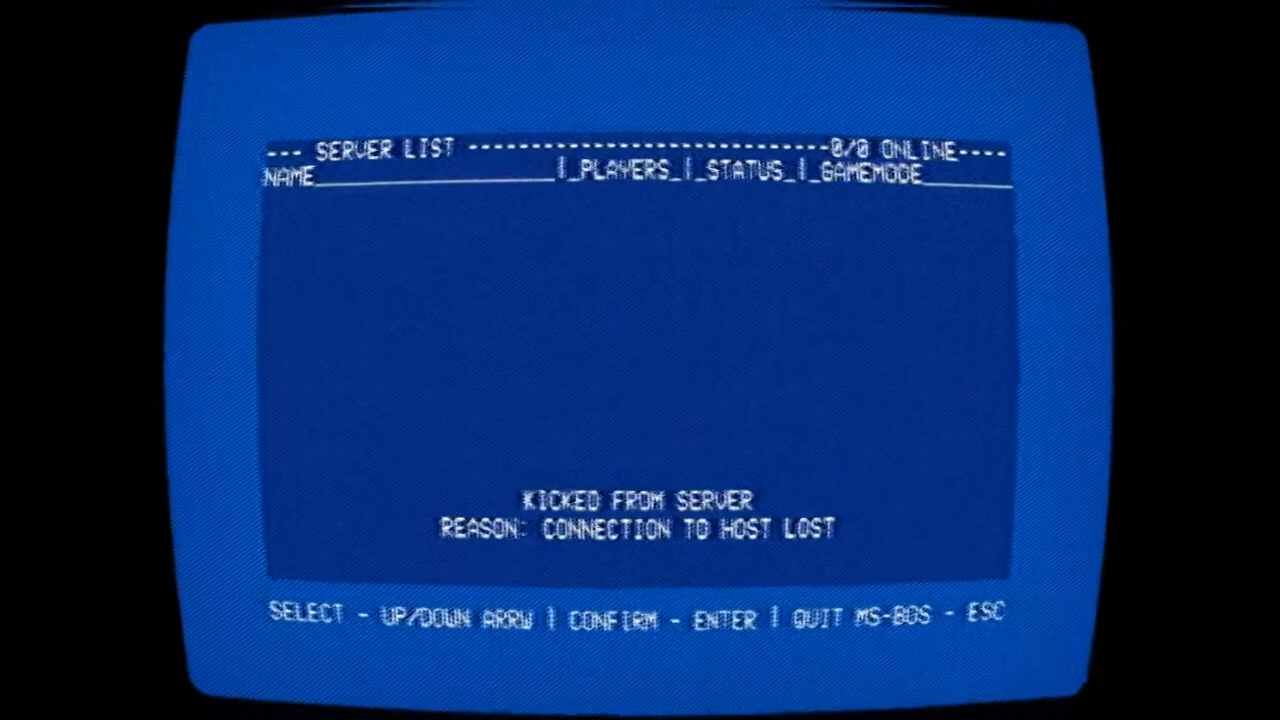 --- SERVER LIST ------------------------------0/0 ONLINE----
NAME____________________|_PLAYERS_|_STATUS_|_GAMEMODE_______
KICKED FROM SERVER
REASON: CONNECTION TO HOST LOST
SELECT - UP/DOWN ARRW | CONFIRM - ENTER | QUIT MS-BOS - ESC